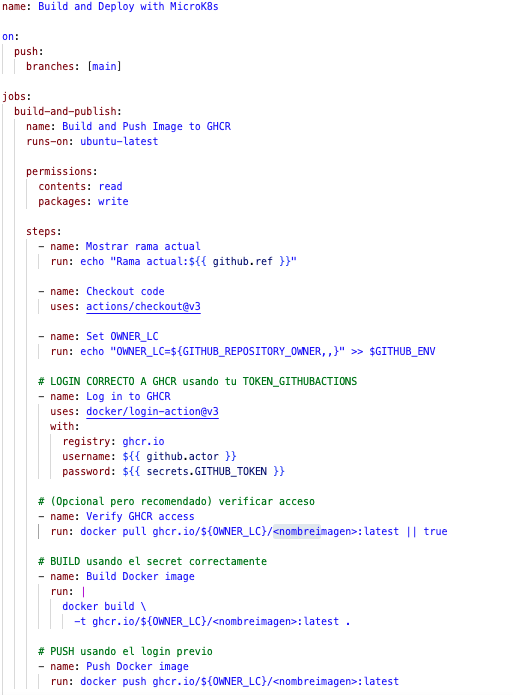 name: Build and Deploy with MicroK8s
on:
push:
branches: [main]
jobs:
build-and-publish:
name: Build and Push Image to GHCR
runs-on: ubuntu-latest
permissions:
contents: read
packages: write
steps:
- name: Mostrar rama actual
run: echo "Rama actual:${{ github.ref }}"
- name: Checkout code
uses: actions/checkout@v3
- name: Set OWNER_LC
run: echo "OWNER_LC=${GITHUB_REPOSITORY_OWNER,,}" >> $GITHUB_ENV
# LOGIN CORRECTO A GHCR usando tu TOKEN_GITHUBACTIONS
- name: Log in to GHCR
uses: docker/login-action@v3
with:
registry: ghcr.io
username: ${{ github.actor }}
password: ${{ secrets.GITHUB_TOKEN }}
# (Opcional pero recomendado) verificar acceso
- name: Verify GHCR access
run: docker pull ghcr.io/${OWNER_LC}/<nombreimagen>:latest || true
# BUILD usando el secret correctamente
- name: Build Docker image
run: |
docker build \
-t ghcr.io/${OWNER_LC}/<nombreimagen>:latest .
# PUSH usando el login previo
- name: Push Docker image
run: docker push ghcr.io/${OWNER_LC}/<nombreimagen>:latest